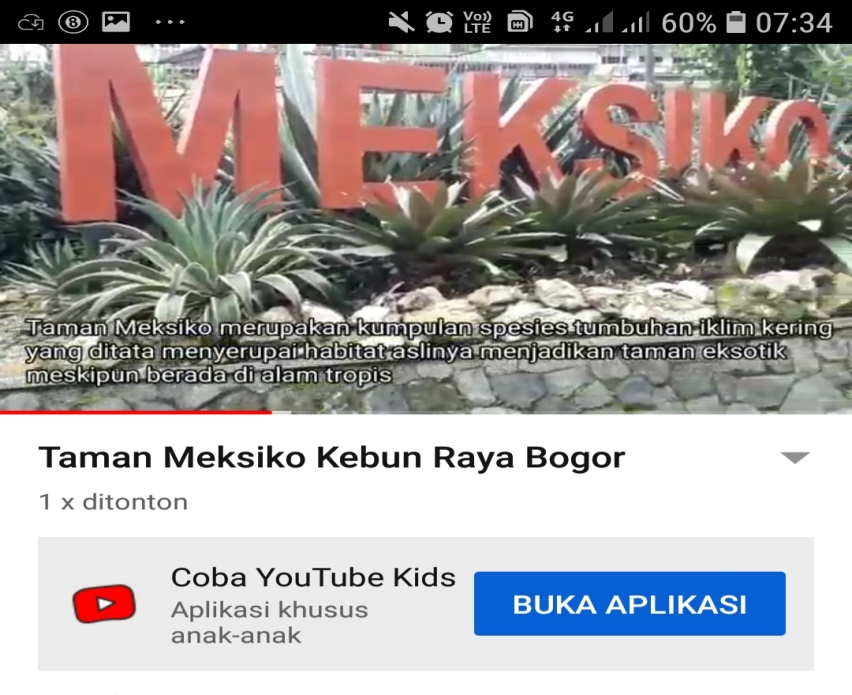 Vo)) LTE 4G 60% 07:34
MEKSIKO
Taman Meksiko merupakan kumpulan spesies tumbuhan iklim kering
yang ditata menyerupai habitat aslinya menjadikan taman eksotik
meskipun berada di alam tropis
Taman Meksiko Kebun Raya Bogor
1 x ditonton
Coba YouTube Kids
Aplikasi khusus
anak-anak
BUKA APLIKASI